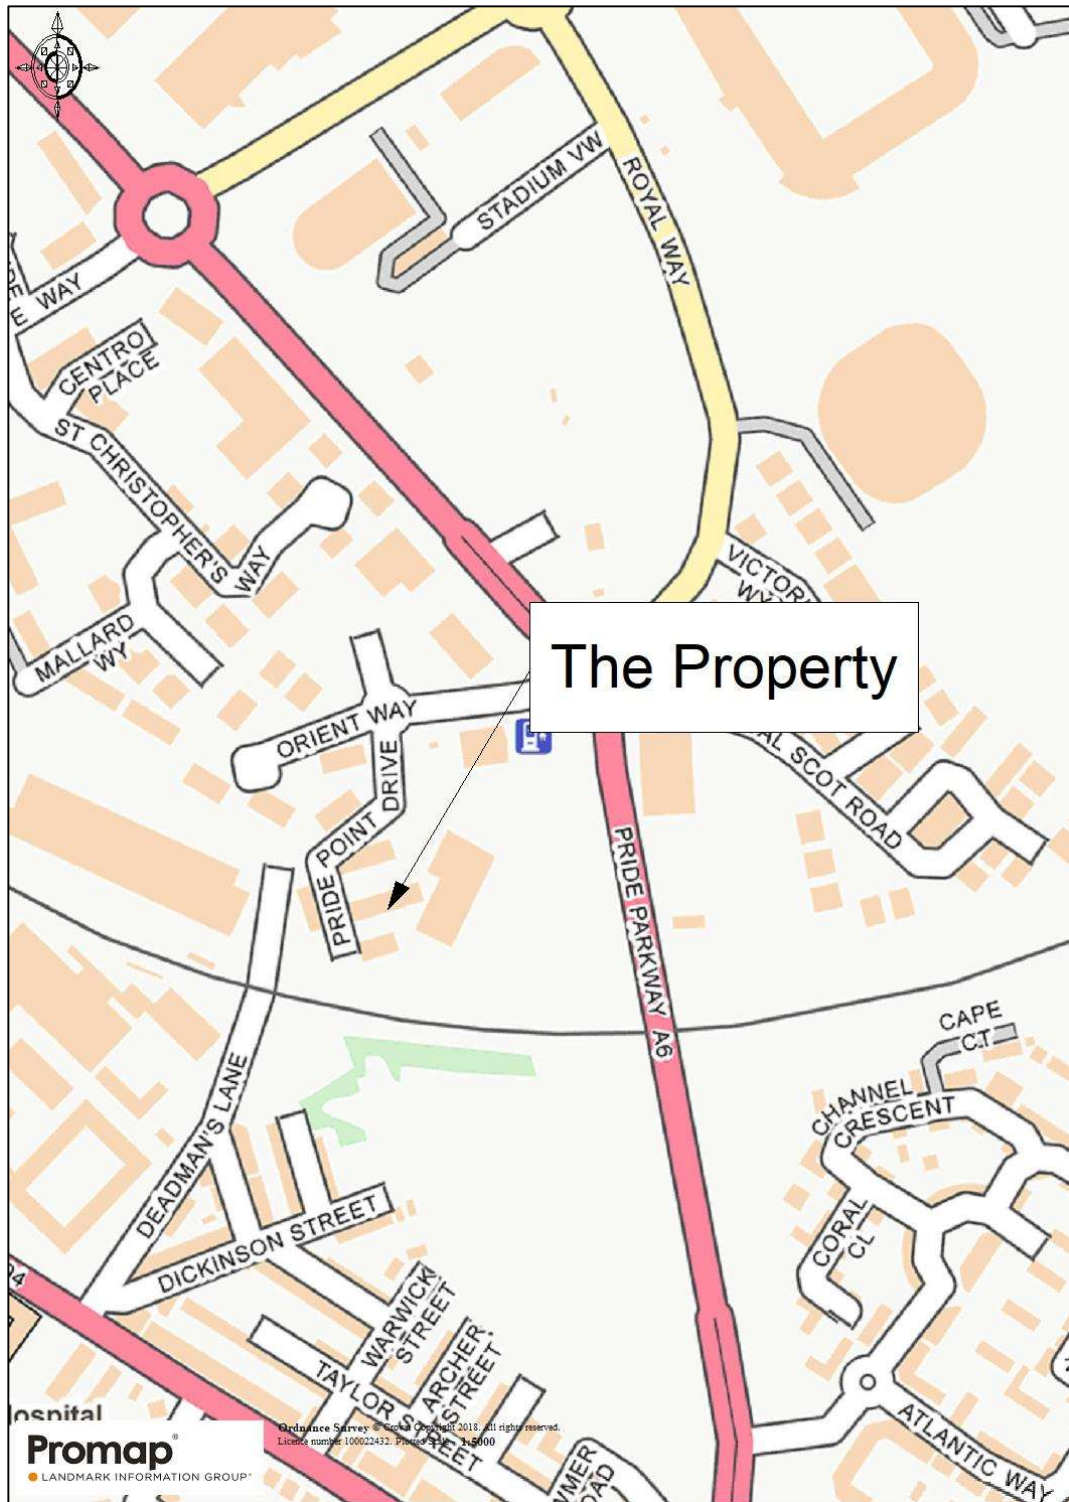 STADIUM VW
ROYAL WAY
E WAY
CENTRO
PLACE
ST CHRISTOPHER'S WAY
MALLARD
WY
VICTOR
The Property
ORIENT WAY
PRIDE POINT DRIVE
AL SCOT ROAD
PRIDE PARKWAY A6
CAPE
CT
CHANNEL
CRESCENT
DEADMAN'S LANE
DICKINSON STREET
CORAL
CL
WARWICK
STREET
ARCHER
STREET
TAYLOR STREET
ATLANTIC WAY
ospital
Promap
LANDMARK INFORMATION GROUP
Ordnance Survey © Crown Copyright 2018. All rights reserved.
Licence number 100022432. Plotted Scale - 1:5000